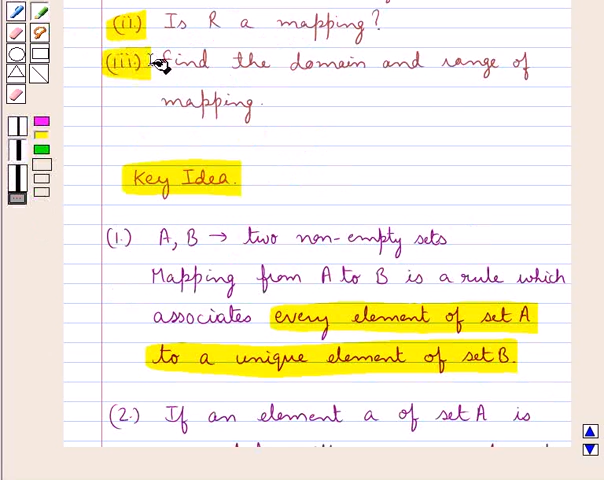 (ii) Is R a mapping?
(iii) Find the domain and range of
mapping.
Key Idea.
(1.) A, B → two non-empty sets
Mapping from A to B is a rule which
associates every element of set A
to a unique element of set B.
(2.) If an element a of set A is